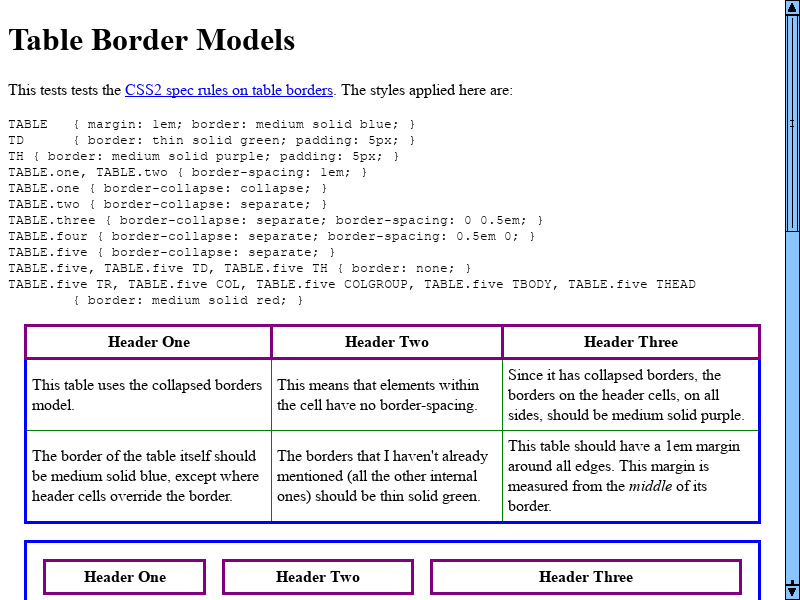 Table Border Models
This tests tests the CSS2 spec rules on table borders. The styles applied here are:
TABLE   { margin: 1em; border: medium solid blue; }
TD      { border: thin solid green; padding: 5px; }
TH { border: medium solid purple; padding: 5px; }
TABLE.one, TABLE.two { border-spacing: 1em; }
TABLE.one { border-collapse: collapse; }
TABLE.two { border-collapse: separate; }
TABLE.three { border-collapse: separate; border-spacing: 0 0.5em; }
TABLE.four { border-collapse: separate; border-spacing: 0.5em 0; }
TABLE.five { border-collapse: separate; }
TABLE.five, TABLE.five TD, TABLE.five TH { border: none; }
TABLE.five TR, TABLE.five COL, TABLE.five COLGROUP, TABLE.five TBODY, TABLE.five THEAD
        { border: medium solid red; }
Header One
Header Two
Header Three
This table uses the collapsed borders
model.
This means that elements within
the cell have no border-spacing.
Since it has collapsed borders, the
borders on the header cells, on all
sides, should be medium solid purple.
The border of the table itself should
be medium solid blue, except where
header cells override the border.
The borders that I haven't already
mentioned (all the other internal
ones) should be thin solid green.
This table should have a 1em margin
around all edges. This margin is
measured from the middle of its
border.
Header One
Header Two
Header Three